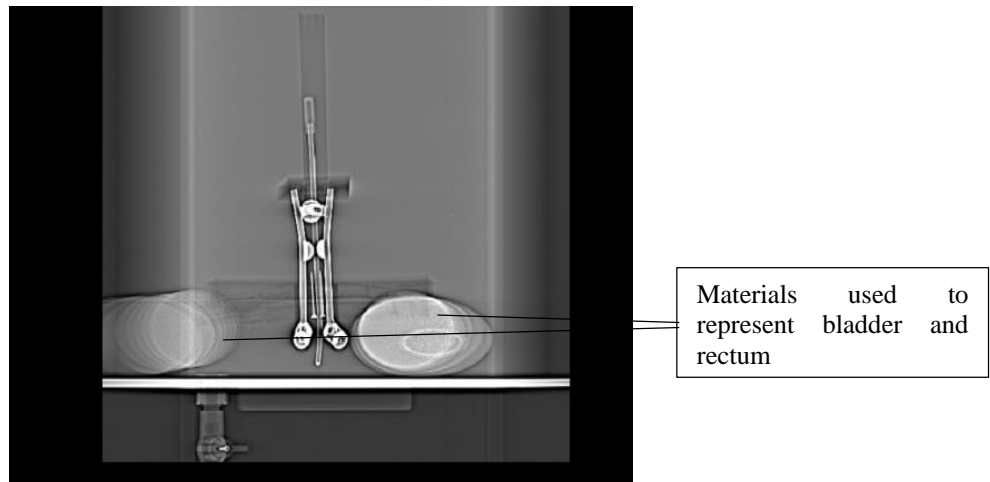 Materials used to
represent bladder and
rectum